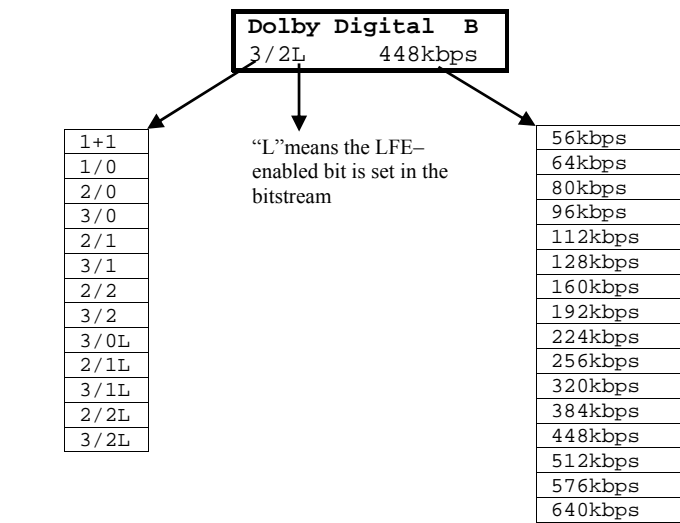 Dolby Digital B
3/2L 448kbps
1+1
1/0
2/0
3/0
2/1
3/1
2/2
3/2
3/0L
2/1L
3/1L
2/2L
3/2L
“L”means the LFE–
enabled bit is set in the
bitstream
56kbps
64kbps
80kbps
96kbps
112kbps
128kbps
160kbps
192kbps
224kbps
256kbps
320kbps
384kbps
448kbps
512kbps
576kbps
640kbps